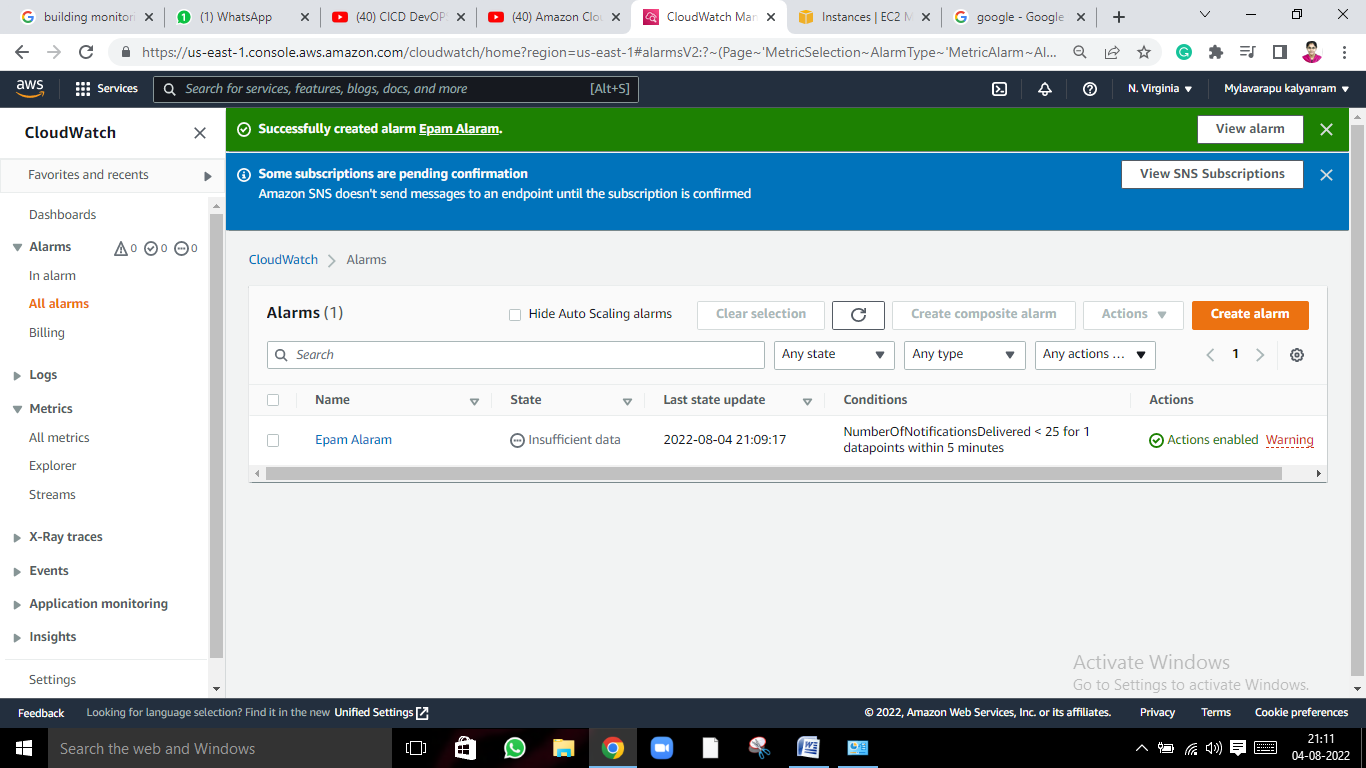 building monitor
(1) WhatsApp
(40) CICD DevOP
(40) Amazon Clo
CloudWatch Man
Instances | EC2 M
google - Google
https://us-east-1.console.aws.amazon.com/cloudwatch/home?region=us-east-1#alarmsV2:?~(Page~'MetricSelection~AlarmType~'MetricAlarm~Al...
aws
Services
Search for services, features, blogs, docs, and more
[Alt+S]
N. Virginia
Mylavarapu kalyanram
CloudWatch
Favorites and recents
Dashboards
Alarms 0 0 0
In alarm
All alarms
Billing
Logs
Metrics
All metrics
Explorer
Streams
X-Ray traces
Events
Application monitoring
Insights
Settings
Successfully created alarm Epam Alaram.
View alarm
Some subscriptions are pending confirmation
Amazon SNS doesn't send messages to an endpoint until the subscription is confirmed
View SNS Subscriptions
CloudWatch
Alarms
Alarms (1)
Hide Auto Scaling alarms
Clear selection
Create composite alarm
Actions
Create alarm
Search
Any state
Any type
Any actions ...
1
Name
State
Last state update
Conditions
Actions
Epam Alaram
Insufficient data
2022-08-04 21:09:17
NumberOfNotificationsDelivered < 25 for 1
datapoints within 5 minutes
Actions enabled
Warning
Activate Windows
Go to Settings to activate Windows.
Feedback
Looking for language selection? Find it in the new Unified Settings
© 2022, Amazon Web Services, Inc. or its affiliates.
Privacy
Terms
Cookie preferences
Search the web and Windows
21:11
04-08-2022